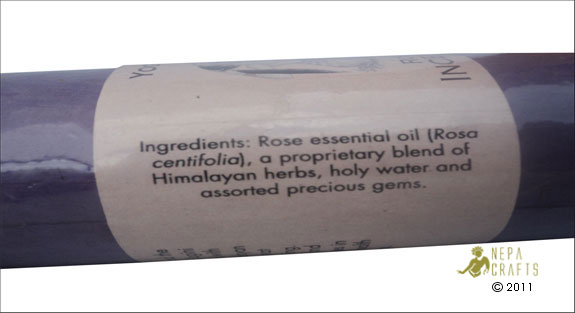 INC
Ingredients: Rose essential oil (Rosa
centifolia), a proprietary blend of
Himalayan herbs, holy water and
assorted precious gems.
NEPA
CRAFTS
© 2011